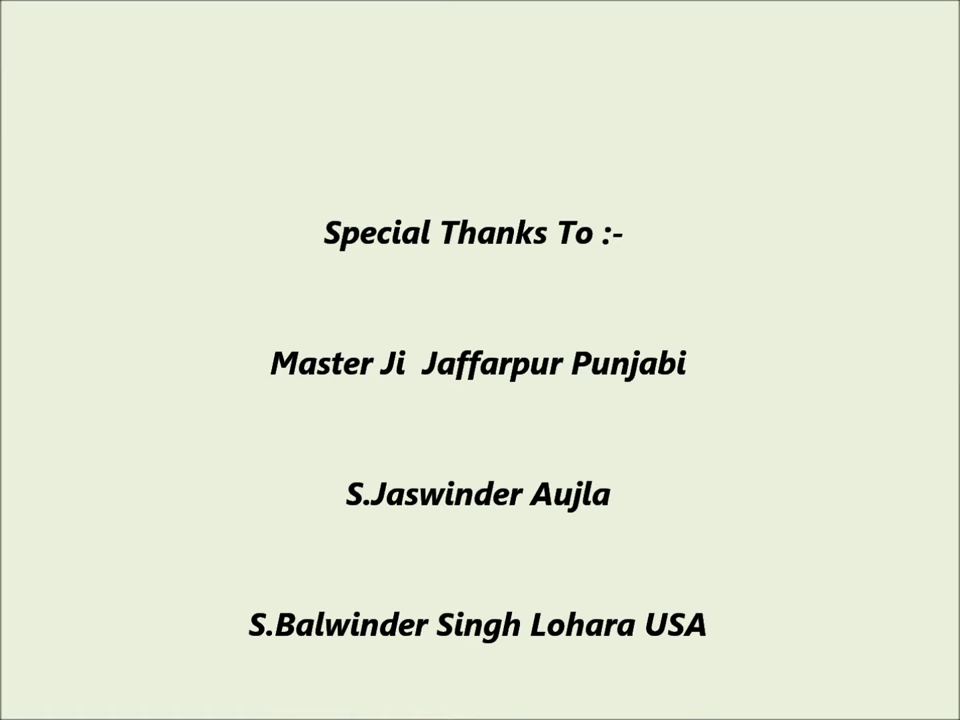 Special Thanks To :-
Master Ji  Jaffarpur Punjabi
S.Jaswinder Aujla
S.Balwinder Singh Lohara USA